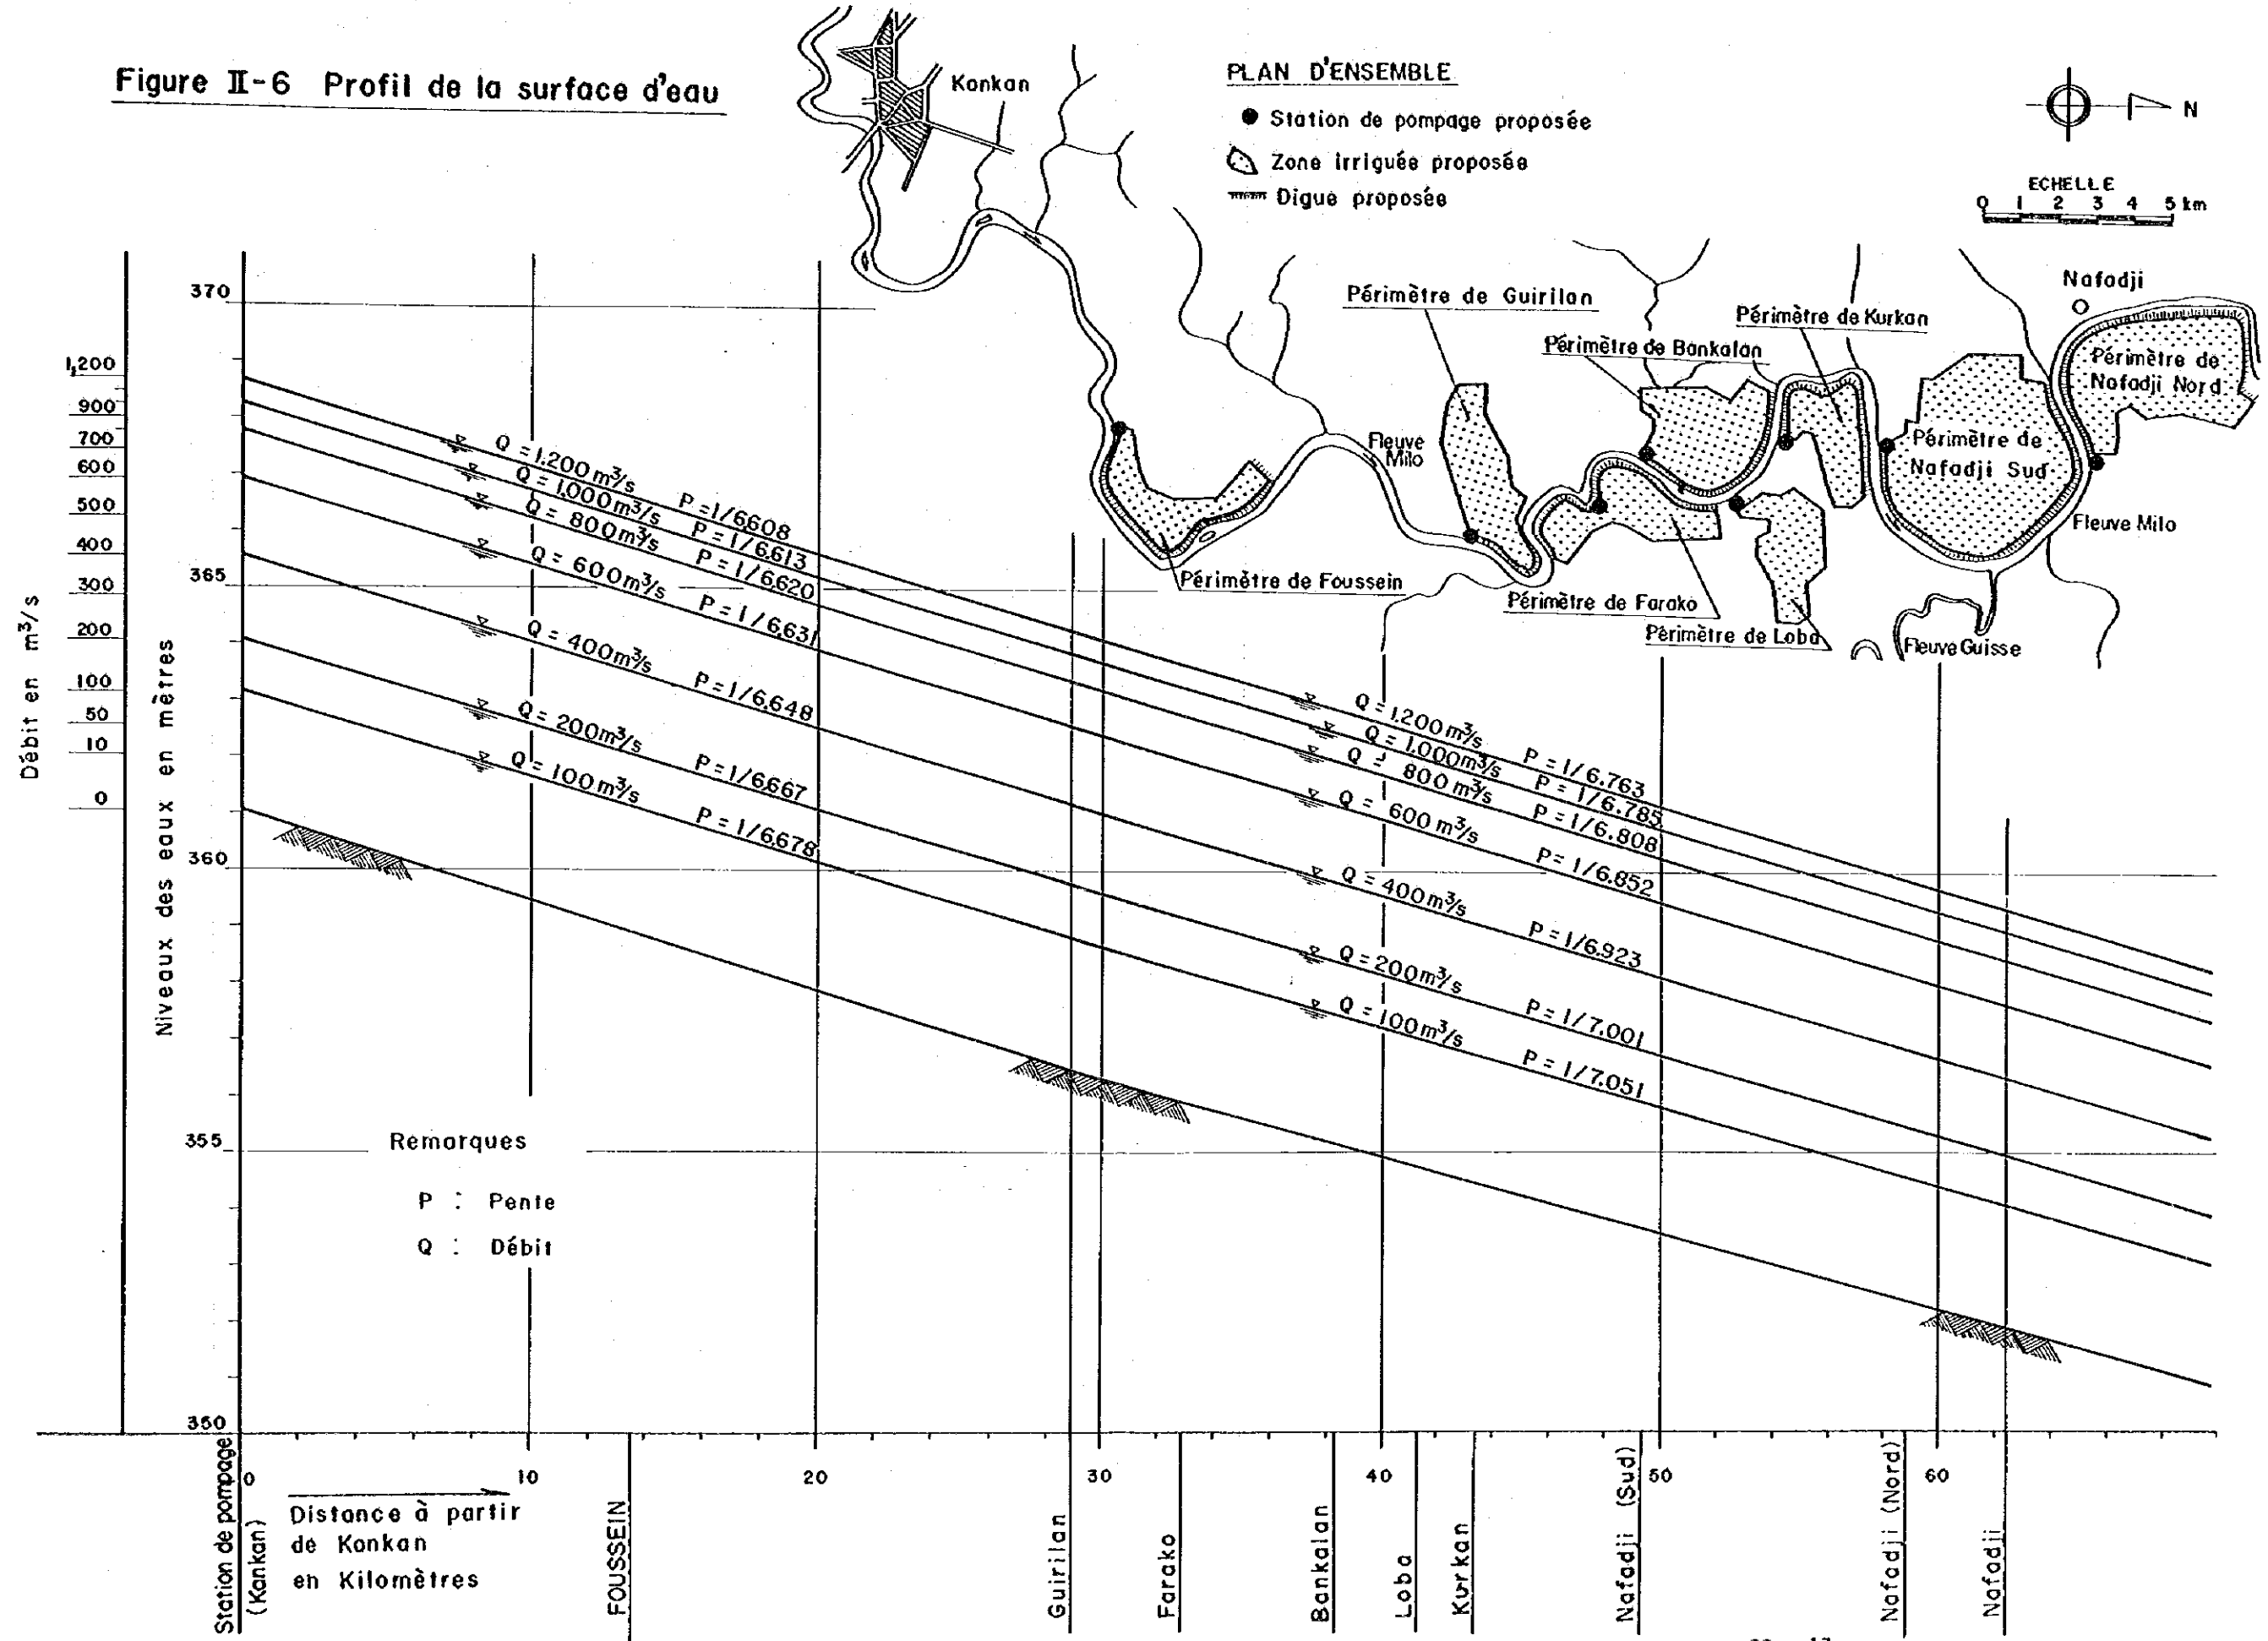 Figure II-6 Profil de la surface d'eau
Kankan
PLAN D'ENSEMBLE
Station de pompage proposée
Zone irriguée proposée
Digue proposée
N
ECHELLE
0 1 2 3 4 5 km
Périmètre de Guirilan
Périmètre de Bankalan
Périmètre de Kurkan
Nafadji
Périmètre de
Nafadji Nord
Périmètre de
Nafadji Sud
Fleuve
Milo
Fleuve Milo
Périmètre de Foussein
Périmètre de Farako
Périmètre de Loba
Fleuve Guisse
Débit en m³/s
1,200
900
700
600
500
400
300
200
100
50
10
0
Niveaux des eaux en mètres
370
365
360
355
350
Q = 1.200 m³/s P = 1/6608
Q = 1,000 m³/s P = 1/6.613
Q = 800 m³/s P = 1/6.620
Q = 600 m³/s P = 1/6.631
Q = 400 m³/s P = 1/6.648
Q = 200 m³/s P = 1/6,667
Q = 100 m³/s P = 1/6.678
Q = 1.200 m³/s P = 1/6.763
Q = 1.000 m³/s P = 1/6.785
Q = 800 m³/s P = 1/6.808
Q = 600 m³/s P = 1/6.852
Q = 400 m³/s P = 1/6.923
Q = 200 m³/s P = 1/7.001
Q = 100 m³/s P = 1/7.051
Remarques
P : Pente
Q : Débit
0 10 20 30 40 50 60
Distance à partir
de Konkan
en Kilomètres
Station de pompage
(Kankan)
FOUSSEIN
Guirilan
Farako
Bankalan
Loba
Kurkan
Nafadji (Sud)
Nafadji (Nord)
Nafadji